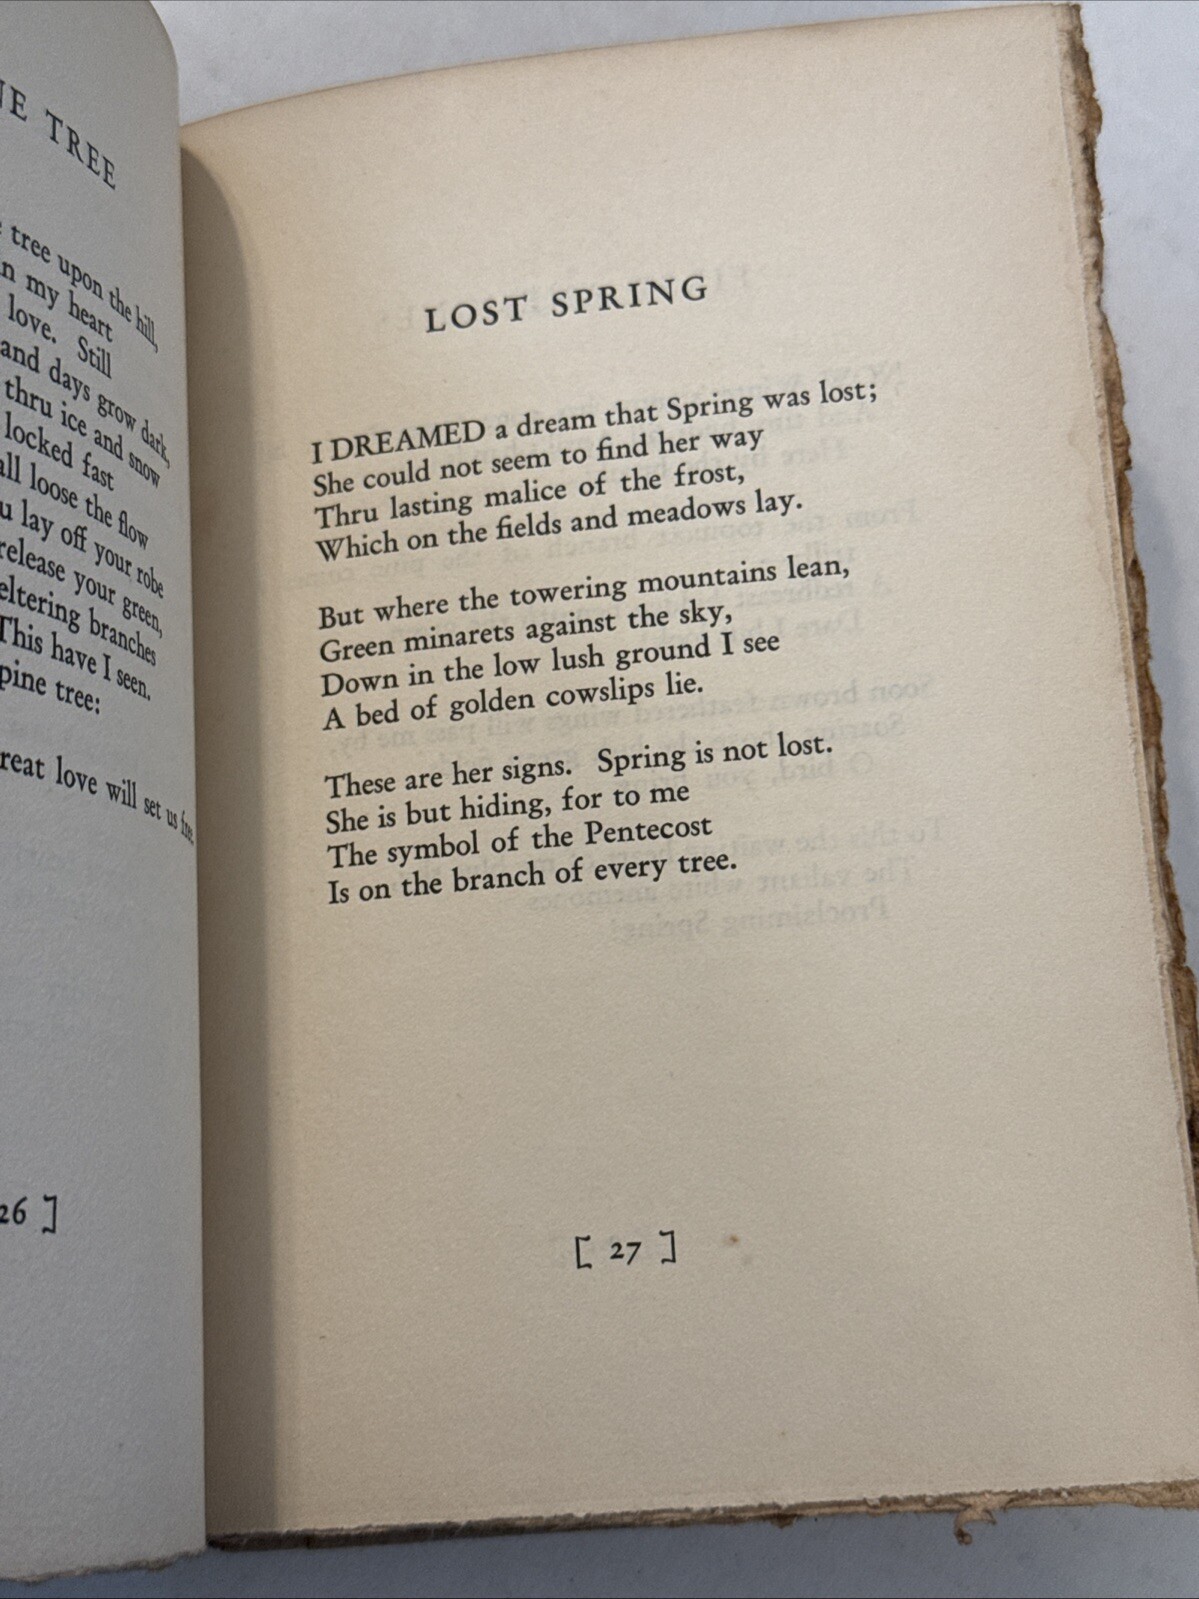 NE TREE
tree upon the hill,
in my heart
love. Still
and days grow dark,
thru ice and snow
locked fast
all loose the flow
lay off your robe
release your green,
branches
This have I seen.
pine tree:
love will set us free.
26 ]
LOST SPRING
I DREAMED a dream that Spring was lost;
She could not seem to find her way
Thru lasting malice of the frost,
Which on the fields and meadows lay.
But where the towering mountains lean,
Green minarets against the sky,
Down in the low lush ground I see
A bed of golden cowslips lie.
These are her signs. Spring is not lost.
She is but hiding, for to me
The symbol of the Pentecost
Is on the branch of every tree.
[ 27 ]